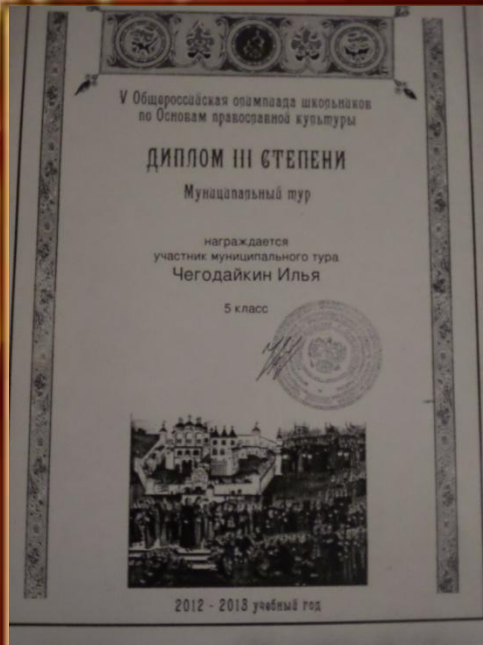 V Общероссийская олимпиада школьников
по Основам православной культуры
ДИПЛОМ III СТЕПЕНИ
Муниципальный тур
награждается
участник муниципального тура
Чегодайкин Илья
5 класс
2012 - 2013 учебный год